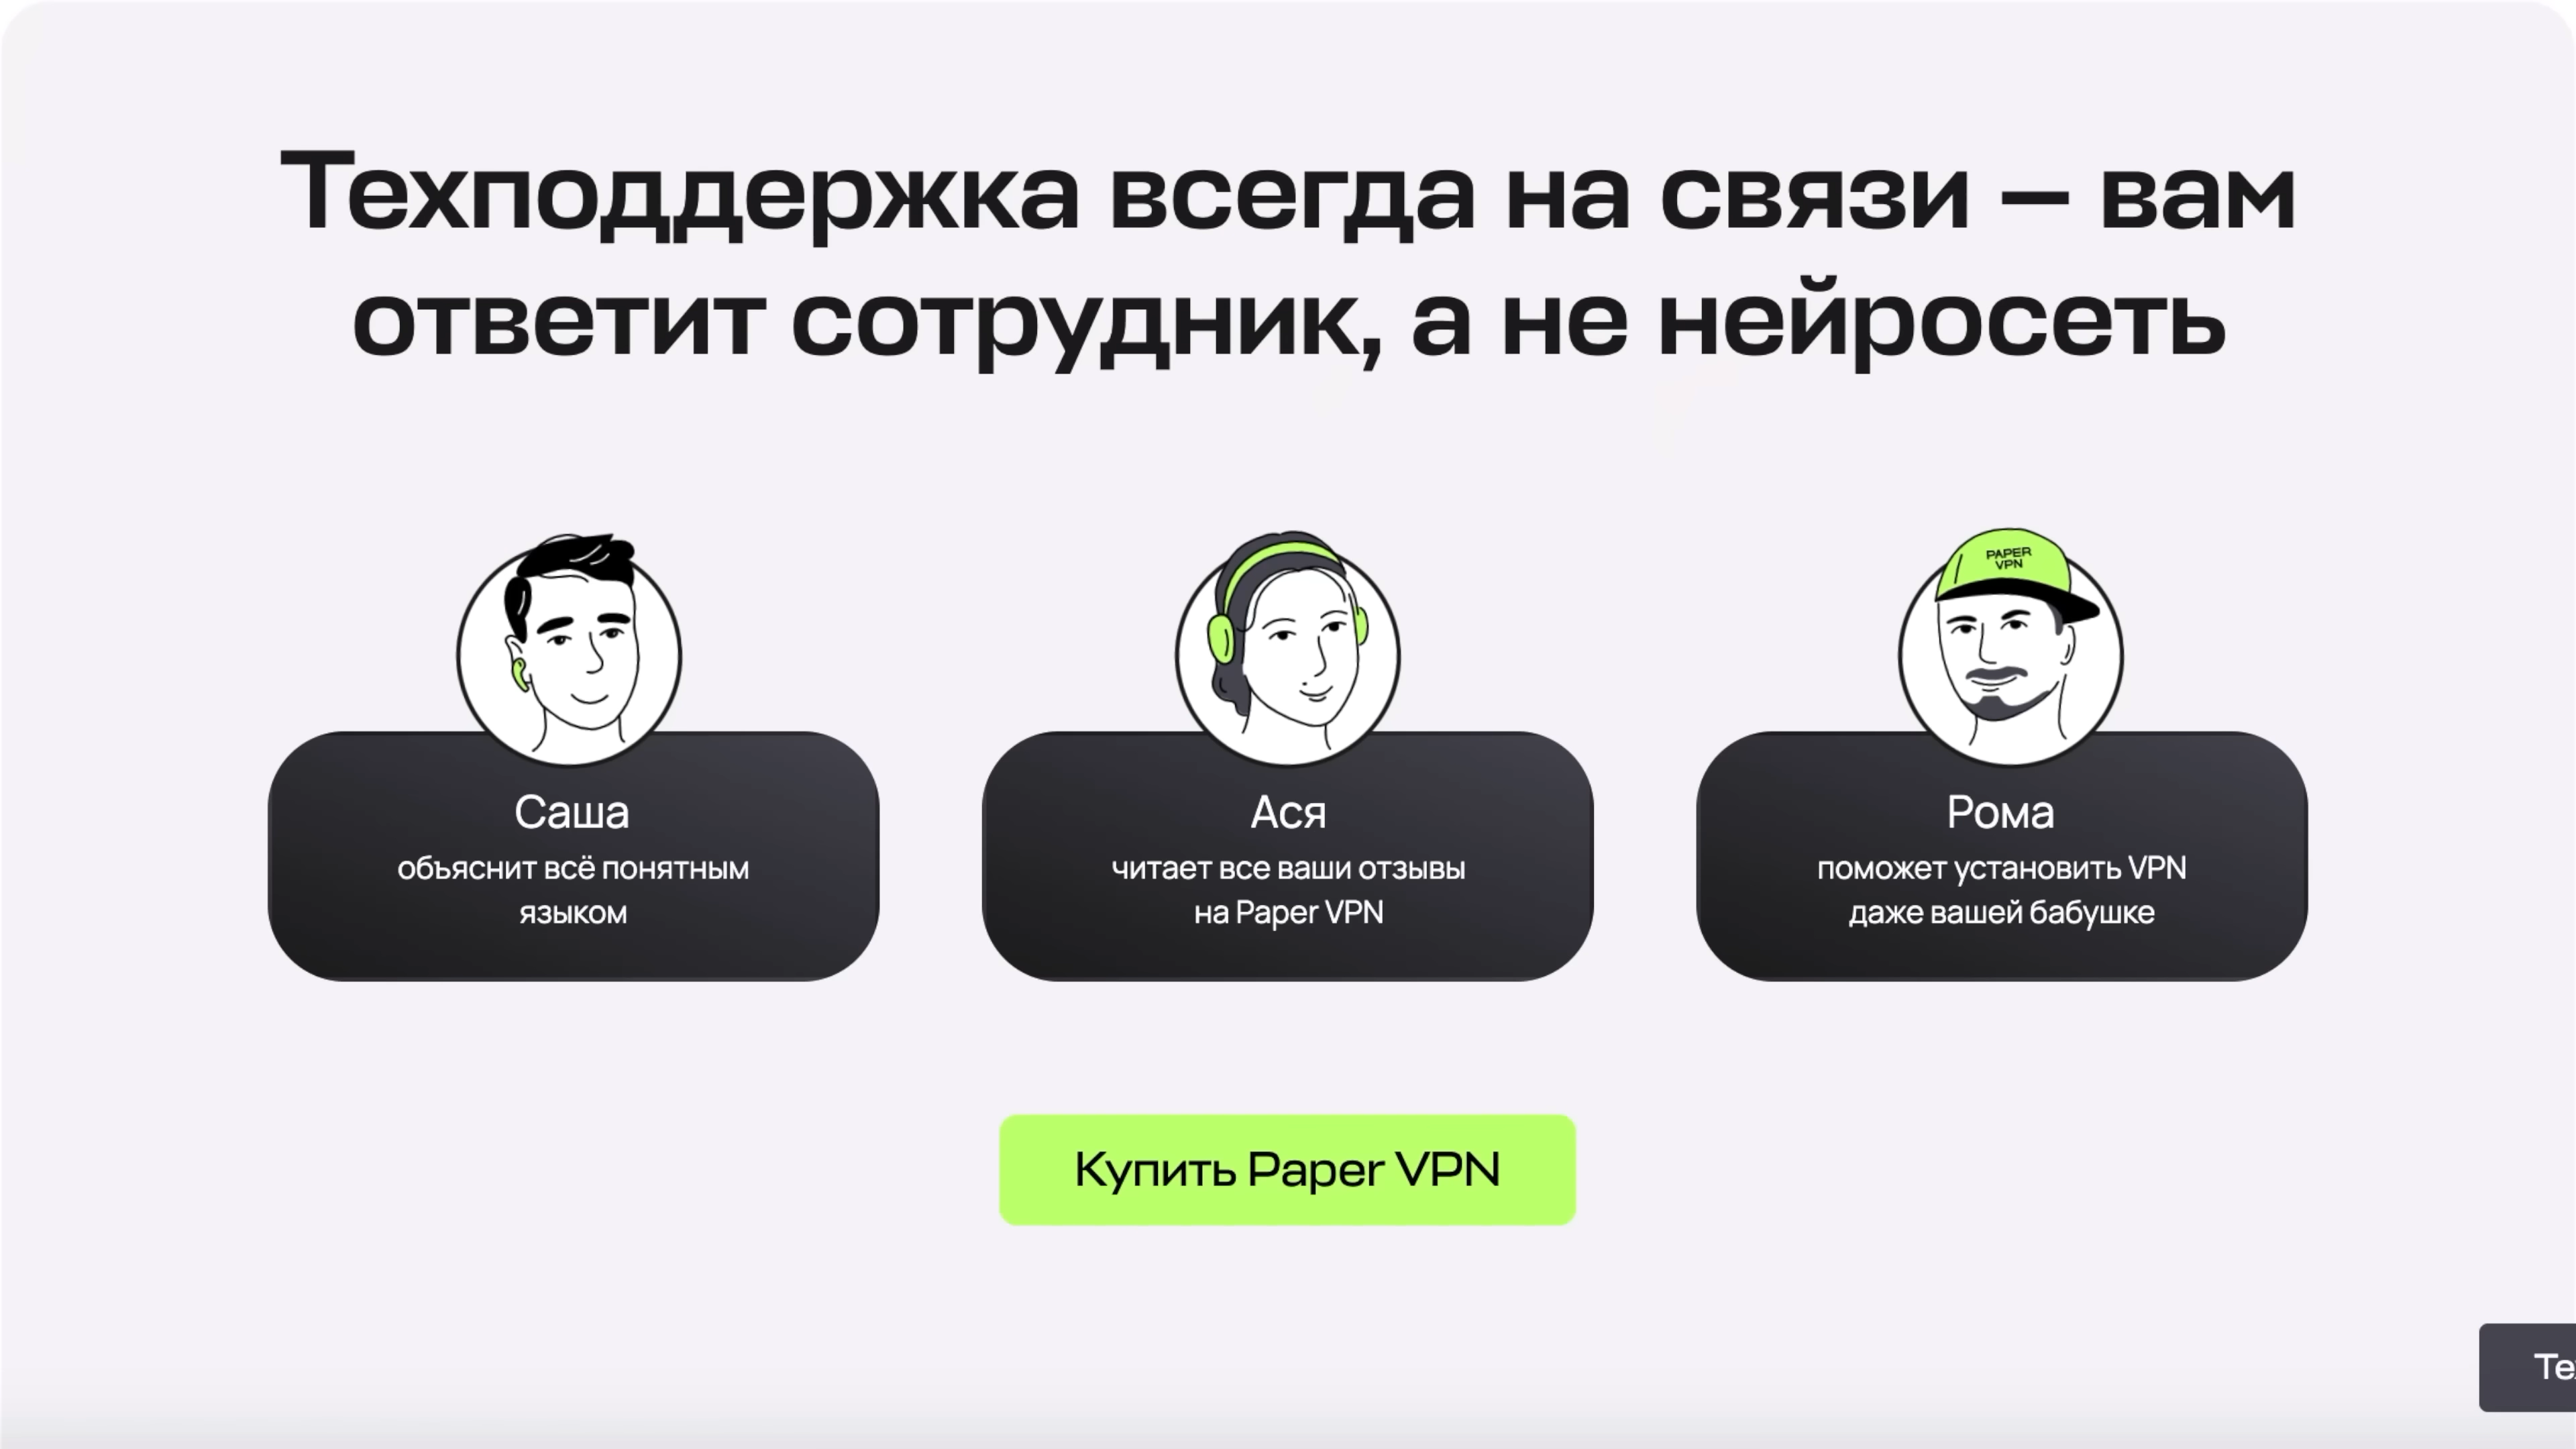 Техподдержка всегда на связи – вам
ответит сотрудник, а не нейросеть
PAPER
VPN
Саша
объяснит всё понятным
языком
Ася
читает все ваши отзывы
на Paper VPN
Рома
поможет установить VPN
даже вашей бабушке
Купить Paper VPN